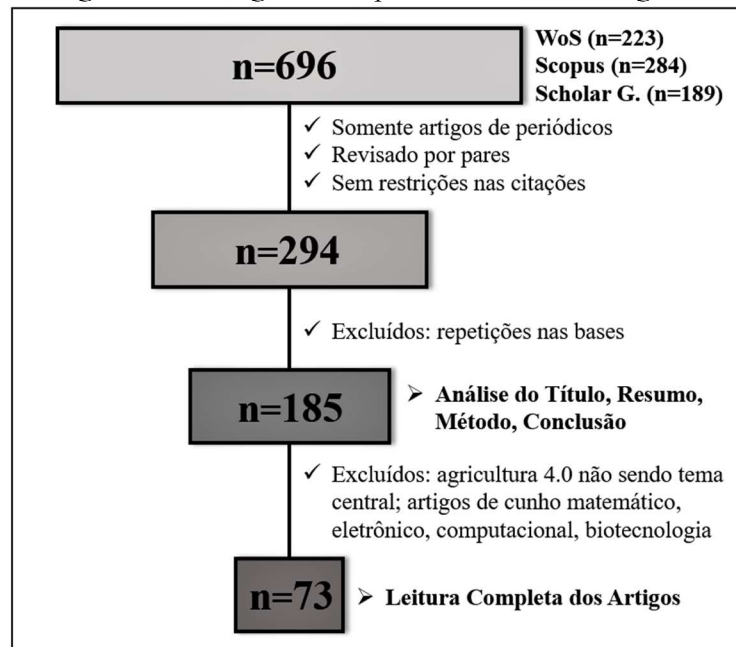 n=696
WoS (n=223)
Scopus (n=284)
Scholar G. (n=189)
✓ Somente artigos de periódicos
✓ Revisado por pares
✓ Sem restrições nas citações
n=294
✓ Excluídos: repetições nas bases
n=185
➢ Análise do Título, Resumo,
Método, Conclusão
✓ Excluídos: agricultura 4.0 não sendo tema
central; artigos de cunho matemático,
eletrônico, computacional, biotecnologia
n=73
➢ Leitura Completa dos Artigos